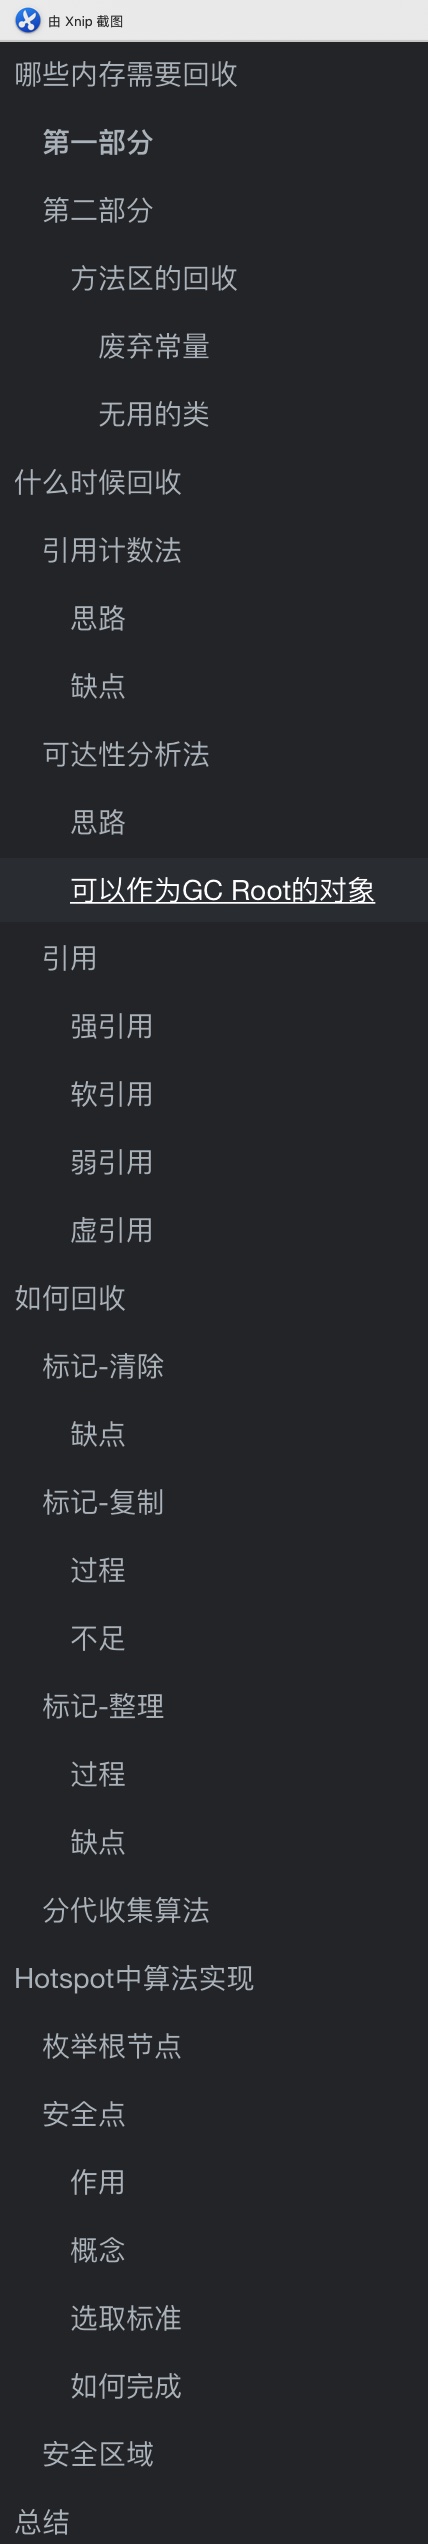 由 Xnip 截图
哪些内存需要回收
第一部分
第二部分
方法区的回收
废弃常量
无用的类
什么时候回收
引用计数法
思路
缺点
可达性分析法
思路
可以作为GC Root的对象
引用
强引用
软引用
弱引用
虚引用
如何回收
标记-清除
缺点
标记-复制
过程
不足
标记-整理
过程
缺点
分代收集算法
Hotspot中算法实现
枚举根节点
安全点
作用
概念
选取标准
如何完成
安全区域
总结